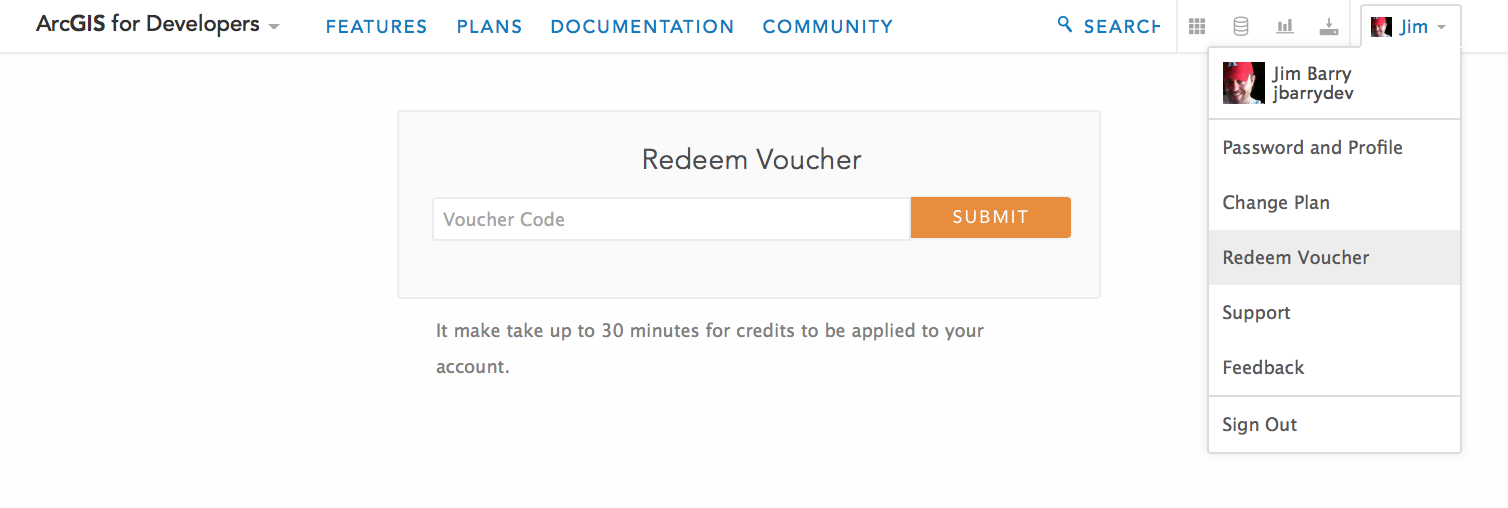 ArcGIS for Developers
FEATURES
PLANS
DOCUMENTATION
COMMUNITY
SEARCH
Jim
Jim Barry
jbarrydev
Password and Profile
Change Plan
Redeem Voucher
Support
Feedback
Sign Out
Redeem Voucher
Voucher Code
SUBMIT
It make take up to 30 minutes for credits to be applied to your
account.